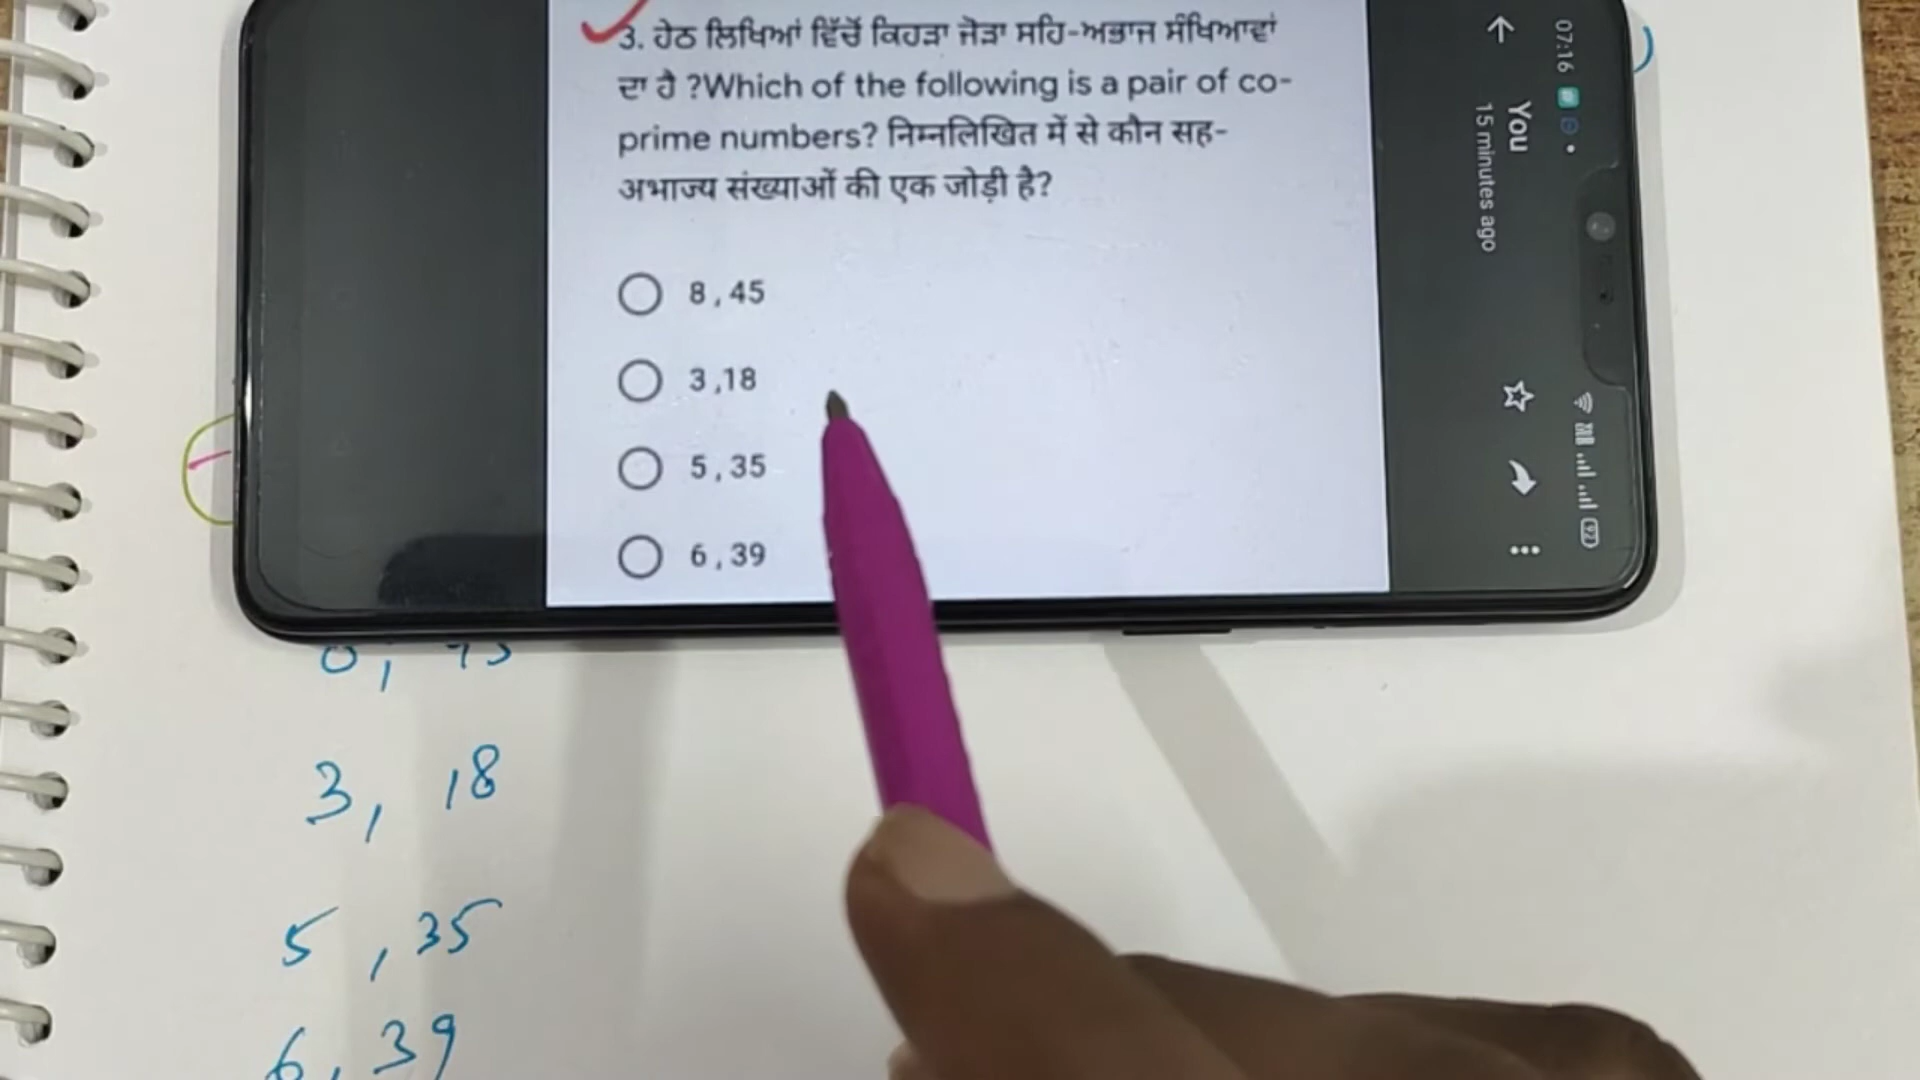 3. ਹੇਠ ਲਿਖਿਆਂ ਵਿੱਚੋਂ ਕਿਹੜਾ ਜੋੜਾ ਸਹਿ-ਅਭਾਜ ਸੰਖਿਆਵਾਂ
ਦਾ ਹੈ ?Which of the following is a pair of co-
prime numbers? निम्नलिखित में से कौन सह-
अभाज्य संख्याओं की एक जोड़ी है?
8 , 45
3 ,18
5 , 35
6 , 39
07:16
You
15 minutes ago
92
3, 18
5, 35
6, 39